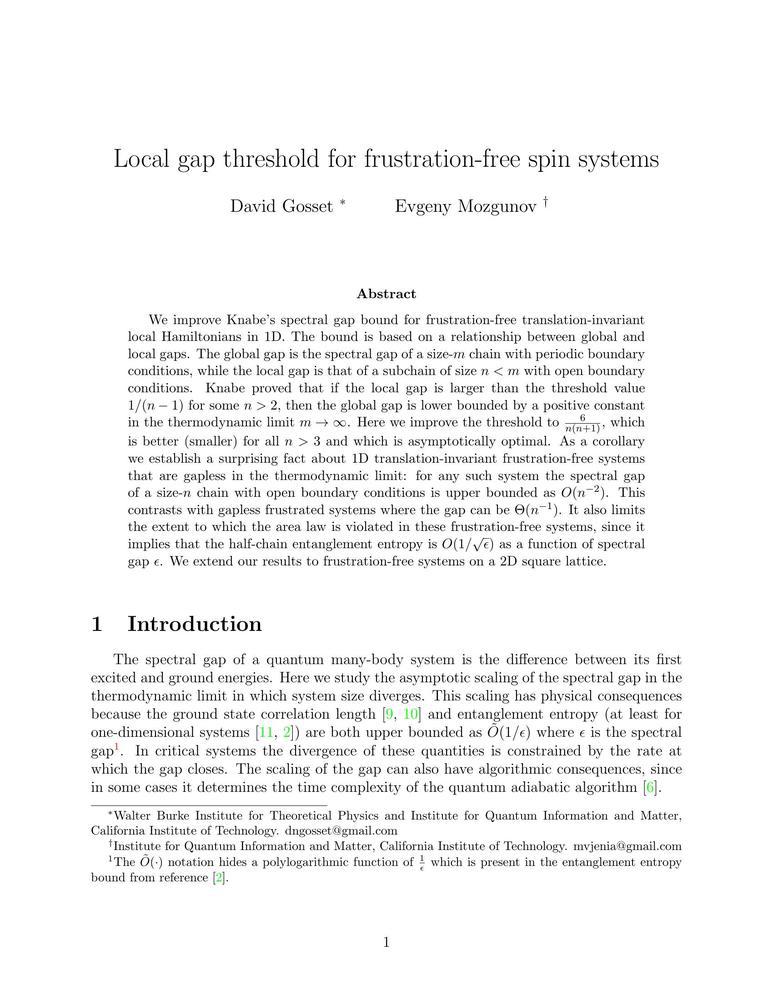 Local gap threshold for frustration-free spin systems
David Gosset * Evgeny Mozgunov †
Abstract
We improve Knabe's spectral gap bound for frustration-free translation-invariant
local Hamiltonians in 1D. The bound is based on a relationship between global and
local gaps. The global gap is the spectral gap of a size-m chain with periodic boundary
conditions, while the local gap is that of a subchain of size n < m with open boundary
conditions. Knabe proved that if the local gap is larger than the threshold value
1/(n − 1) for some n > 2, then the global gap is lower bounded by a positive constant
in the thermodynamic limit m → ∞. Here we improve the threshold to 6/n(n+1), which
is better (smaller) for all n > 3 and which is asymptotically optimal. As a corollary
we establish a surprising fact about 1D translation-invariant frustration-free systems
that are gapless in the thermodynamic limit: for any such system the spectral gap
of a size-n chain with open boundary conditions is upper bounded as O(n⁻²). This
contrasts with gapless frustrated systems where the gap can be Θ(n⁻¹). It also limits
the extent to which the area law is violated in these frustration-free systems, since it
implies that the half-chain entanglement entropy is O(1/√ϵ) as a function of spectral
gap ϵ. We extend our results to frustration-free systems on a 2D square lattice.
1 Introduction
The spectral gap of a quantum many-body system is the difference between its first
excited and ground energies. Here we study the asymptotic scaling of the spectral gap in the
thermodynamic limit in which system size diverges. This scaling has physical consequences
because the ground state correlation length [9, 10] and entanglement entropy (at least for
one-dimensional systems [11, 2]) are both upper bounded as Õ(1/ϵ) where ϵ is the spectral
gap¹. In critical systems the divergence of these quantities is constrained by the rate at
which the gap closes. The scaling of the gap can also have algorithmic consequences, since
in some cases it determines the time complexity of the quantum adiabatic algorithm [6].
*Walter Burke Institute for Theoretical Physics and Institute for Quantum Information and Matter,
California Institute of Technology. dngosset@gmail.com
†Institute for Quantum Information and Matter, California Institute of Technology. mvjenia@gmail.com
¹The Õ(·) notation hides a polylogarithmic function of 1/ϵ which is present in the entanglement entropy
bound from reference [2].
1